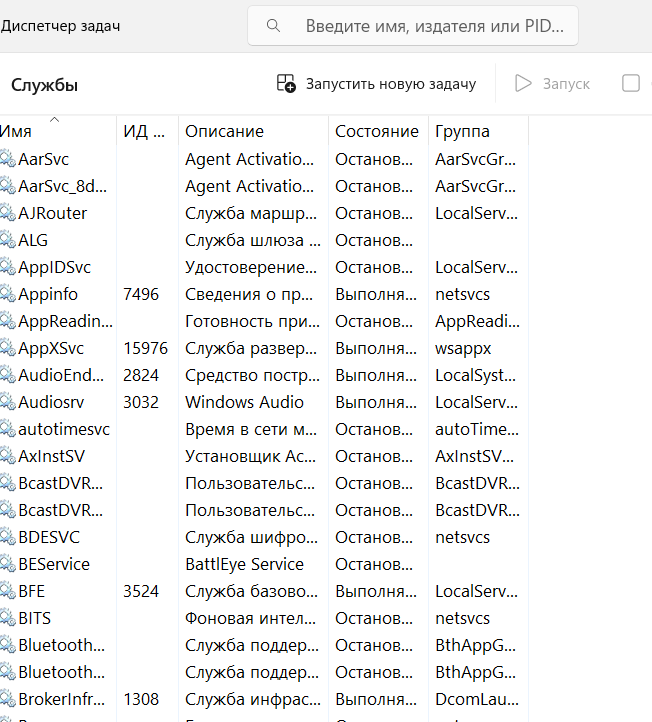 Диспетчер задач
Введите имя, издателя или PID...
Службы
Запустить новую задачу
Запуск
Имя ИД ... Описание Состояние Группа
AarSvc Agent Activatio... Останов... AarSvcGr...
AarSvc_8d... Agent Activatio... Останов... AarSvcGr...
AJRouter Служба маршр... Останов... LocalServ...
ALG Служба шлюза ... Останов...
AppIDSvc Удостоверение... Останов... LocalServ...
Appinfo 7496 Сведения о пр... Выполня... netsvcs
AppReadin... Готовность при... Останов... AppReadi...
AppXSvc 15976 Служба развер... Выполня... wsappx
AudioEnd... 2824 Средство постр... Выполня... LocalSyst...
Audiosrv 3032 Windows Audio Выполня... LocalServ...
autotimesvc Время в сети м... Останов... autoTime...
AxInstSV Установщик Ac... Останов... AxInstSV...
BcastDVR... Пользовательс... Останов... BcastDVR...
BcastDVR... Пользовательс... Останов... BcastDVR...
BDESVC Служба шифро... Останов... netsvcs
BEService BattlEye Service Останов...
BFE 3524 Служба базово... Выполня... LocalServ...
BITS Фоновая интел... Останов... netsvcs
Bluetooth... Служба поддер... Останов... BthAppG...
Bluetooth... Служба поддер... Останов... BthAppG...
BrokerInfr... 1308 Служба инфрас... Выполня... DcomLau...